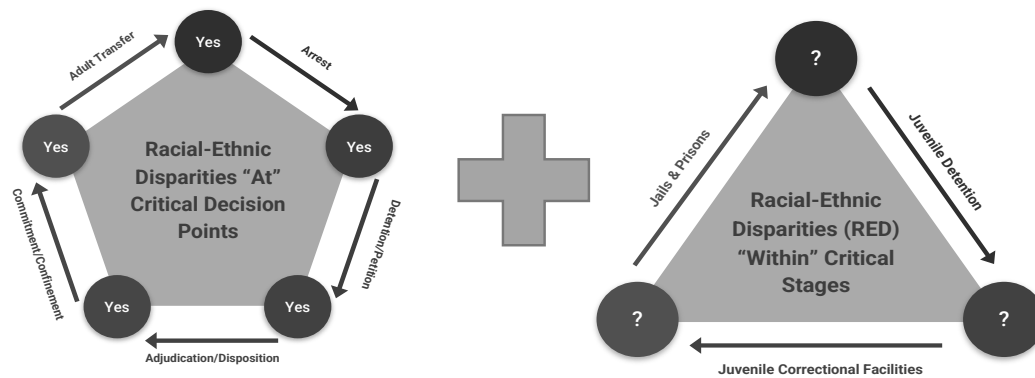 Yes
Adult Transfer
Arrest
Yes
Yes
Racial-Ethnic
Disparities “At”
Critical Decision
Points
Commitment/Confinement
Detention/Petition
Yes
Yes
Adjudication/Disposition
?
Jails & Prisons
Juvenile Detention
Racial-Ethnic
Disparities (RED)
“Within” Critical
Stages
?
?
Juvenile Correctional Facilities